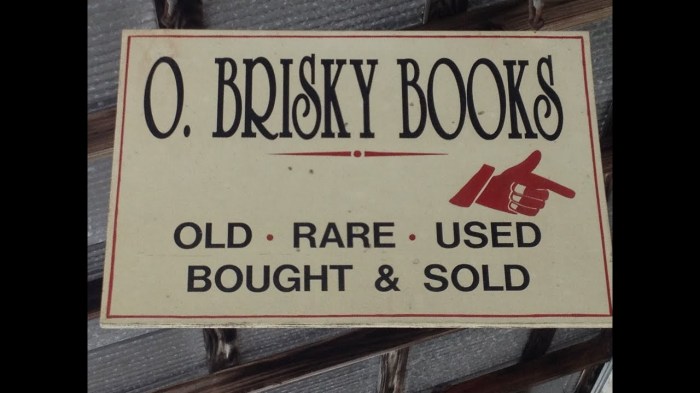 O. BRISKY BOOKS
OLD • RARE • USED
BOUGHT & SOLD